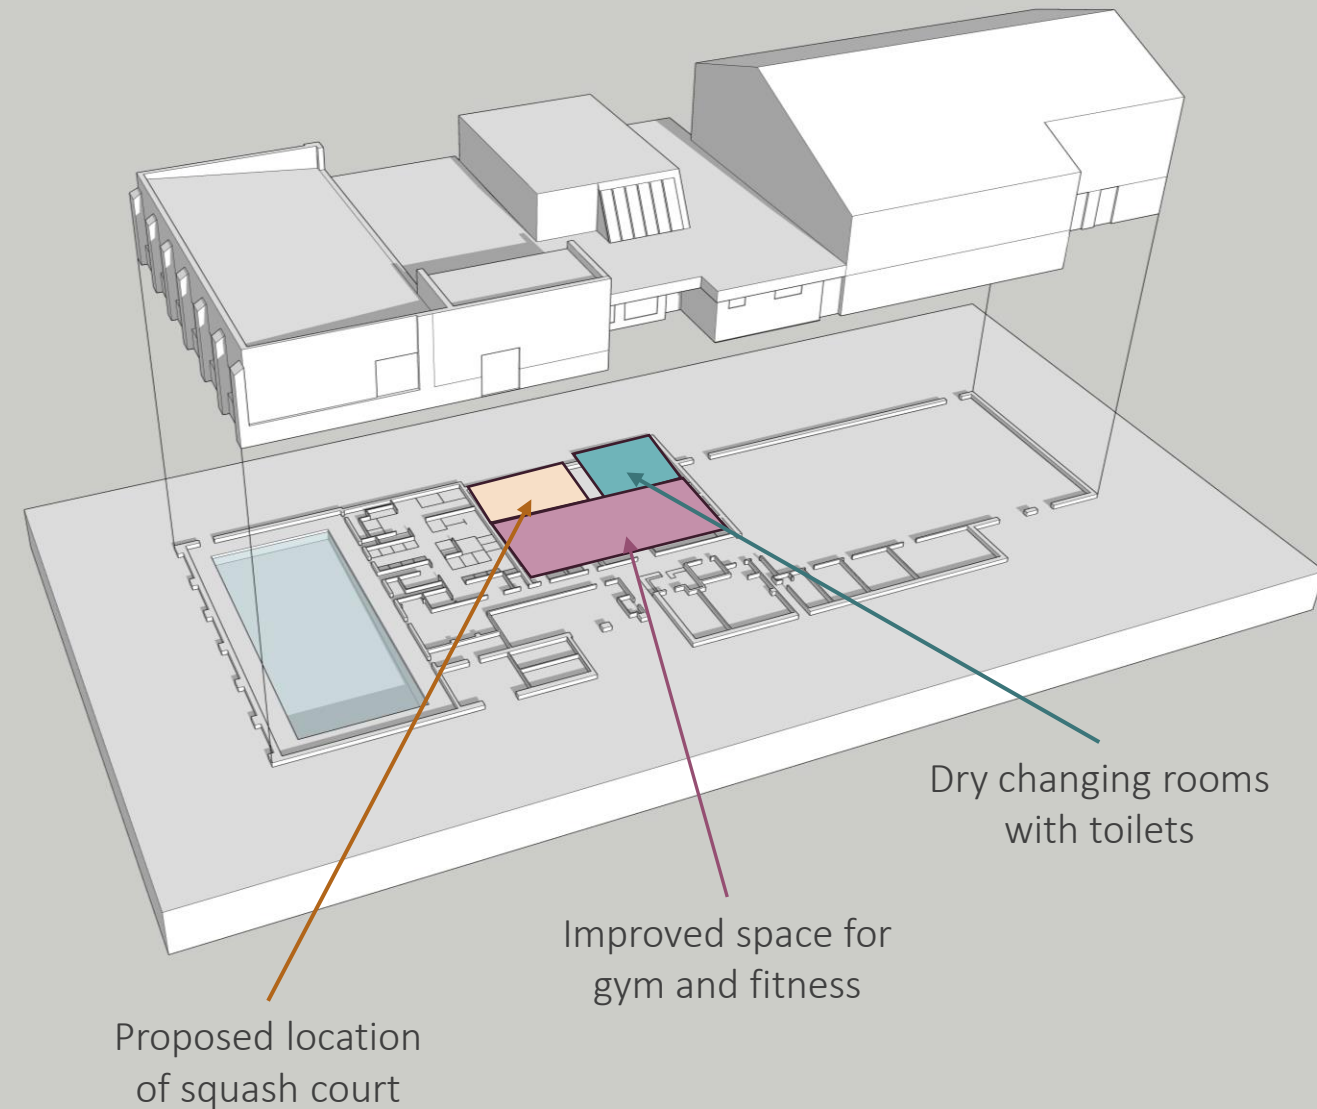 Dry changing rooms
with toilets
Improved space for
gym and fitness
Proposed location
of squash court